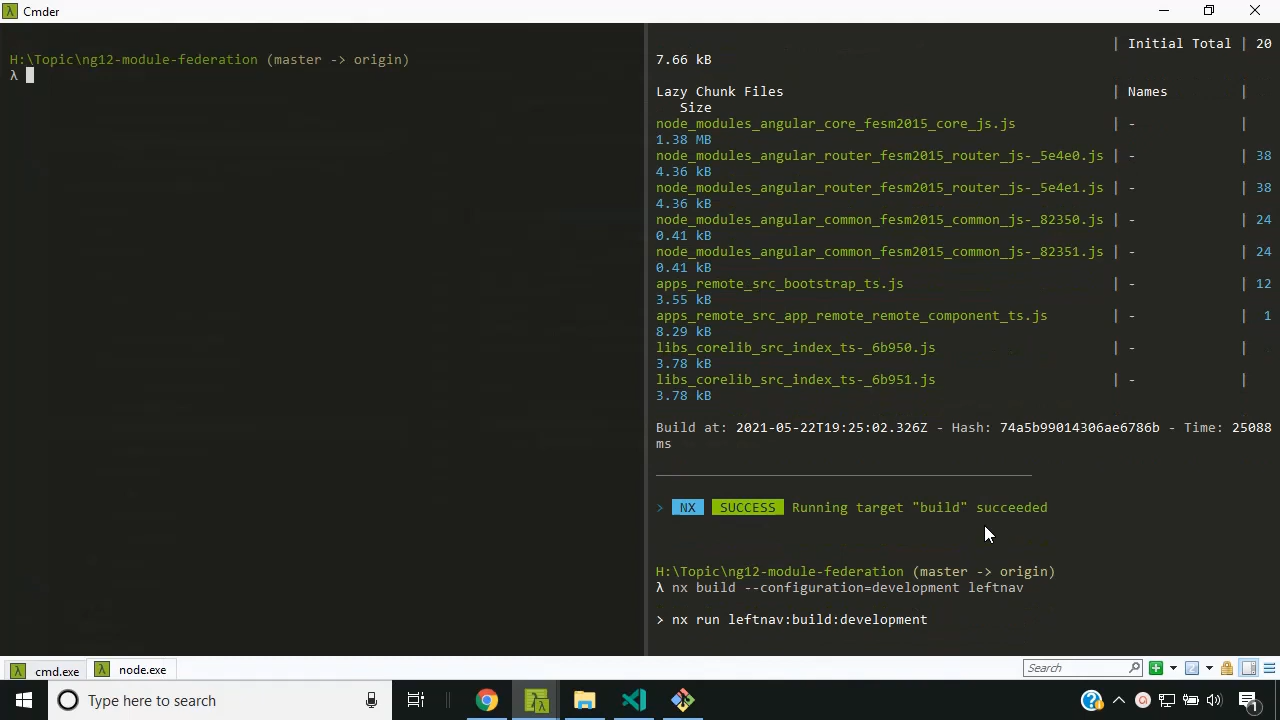 Cmder
H:\Topic\ng12-module-federation (master -> origin)
λ
| Initial Total | 20
7.66 kB
Lazy Chunk Files | Names |
Size
node_modules_angular_core_fesm2015_core_js.js | - |
1.38 MB
node_modules_angular_router_fesm2015_router_js-_5e4e0.js | - | 38
4.36 kB
node_modules_angular_router_fesm2015_router_js-_5e4e1.js | - | 38
4.36 kB
node_modules_angular_common_fesm2015_common_js-_82350.js | - | 24
0.41 kB
node_modules_angular_common_fesm2015_common_js-_82351.js | - | 24
0.41 kB
apps_remote_src_bootstrap_ts.js | - | 12
3.55 kB
apps_remote_src_app_remote_remote_component_ts.js | - | 1
8.29 kB
libs_corelib_src_index_ts-_6b950.js | - |
3.78 kB
libs_corelib_src_index_ts-_6b951.js | - |
3.78 kB
Build at: 2021-05-22T19:25:02.326Z - Hash: 74a5b99014306ae6786b - Time: 25088
ms
> NX SUCCESS Running target "build" succeeded
H:\Topic\ng12-module-federation (master -> origin)
λ nx build --configuration=development leftnav
> nx run leftnav:build:development
cmd.exe
node.exe
Search
Type here to search
1